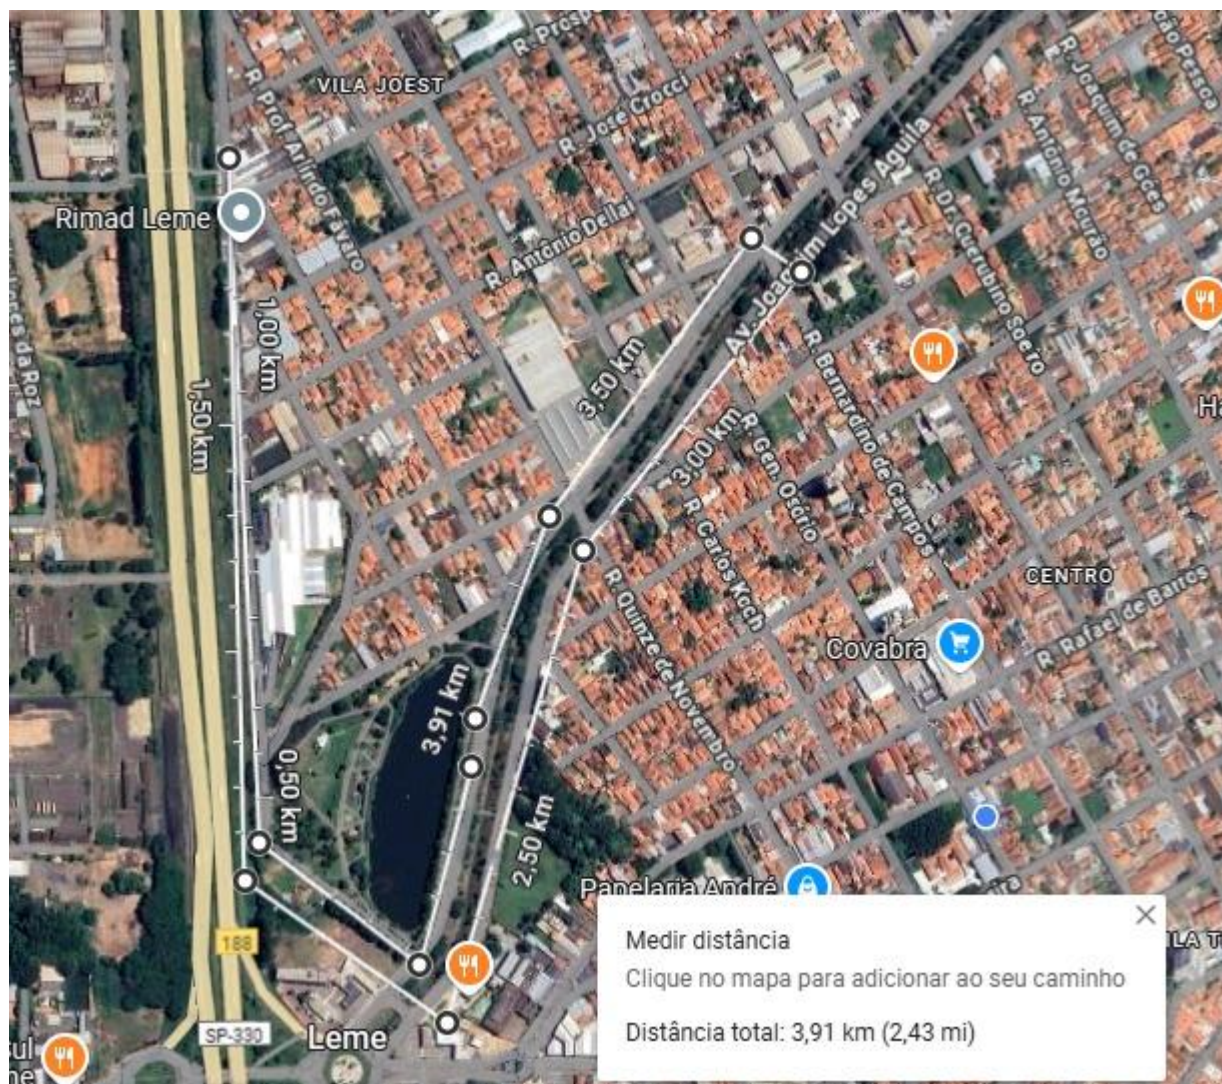 R. Prosp
VILA JOEST
R. Prof. Arlindo Favaro
R. José Crocci
R. Joaquim de Góes
João Pessoa
R. Antônio Mourão
Rimad Leme
R. Antônio Dellai
Av. Joaquim Lopes Aguila
R. Dr. Querubino Soeiro
1,00 km
1,50 km
3,50 km
3,00 km
R. Bernardino de Campos
R. Gen. Osório
R. Carlos Koch
CENTRO
R. Quinze de Novembro
Covabra
R. Rafael de Barros
3,91 km
0,50 km
2,50 km
Papelaria André
188
SP-330
Leme
Medir distância
Clique no mapa para adicionar ao seu caminho
Distância total: 3,91 km (2,43 mi)